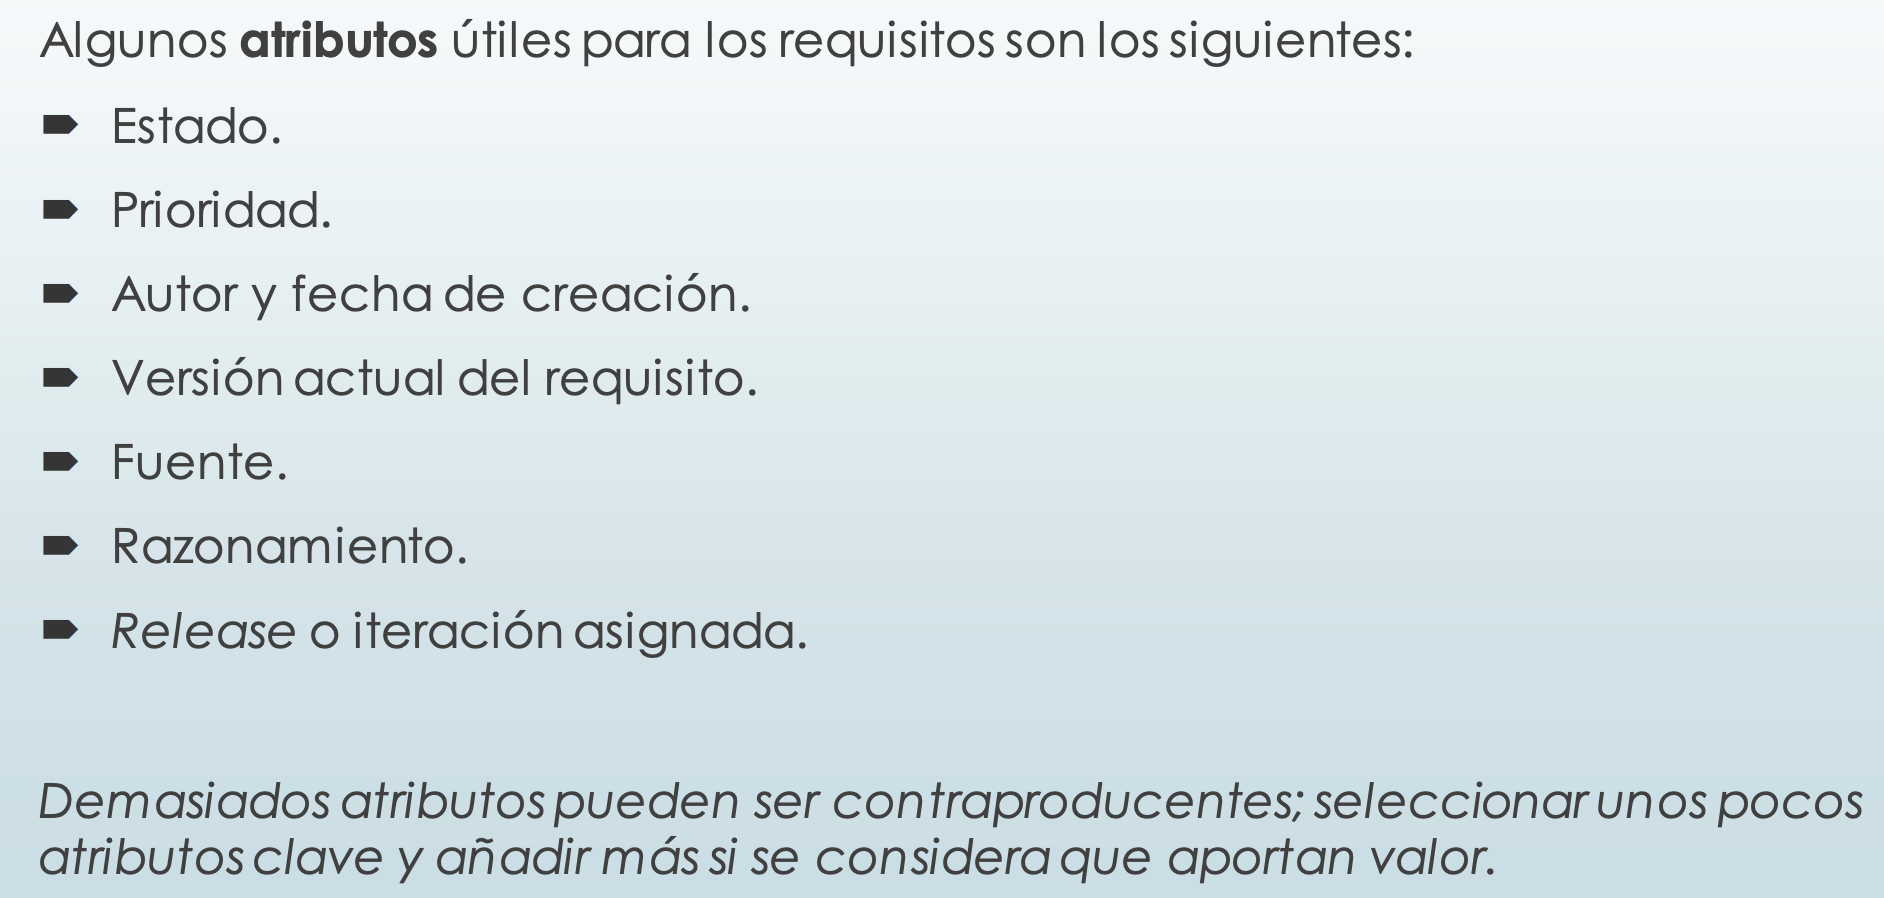 Algunos atributos útiles para los requisitos son los siguientes:
Estado.
Prioridad.
Autor y fecha de creación.
Versión actual del requisito.
Fuente.
Razonamiento.
Release o iteración asignada.
Demasiados atributos pueden ser contraproducentes; seleccionar unos pocos
atributos clave y añadir más si se considera que aportan valor.